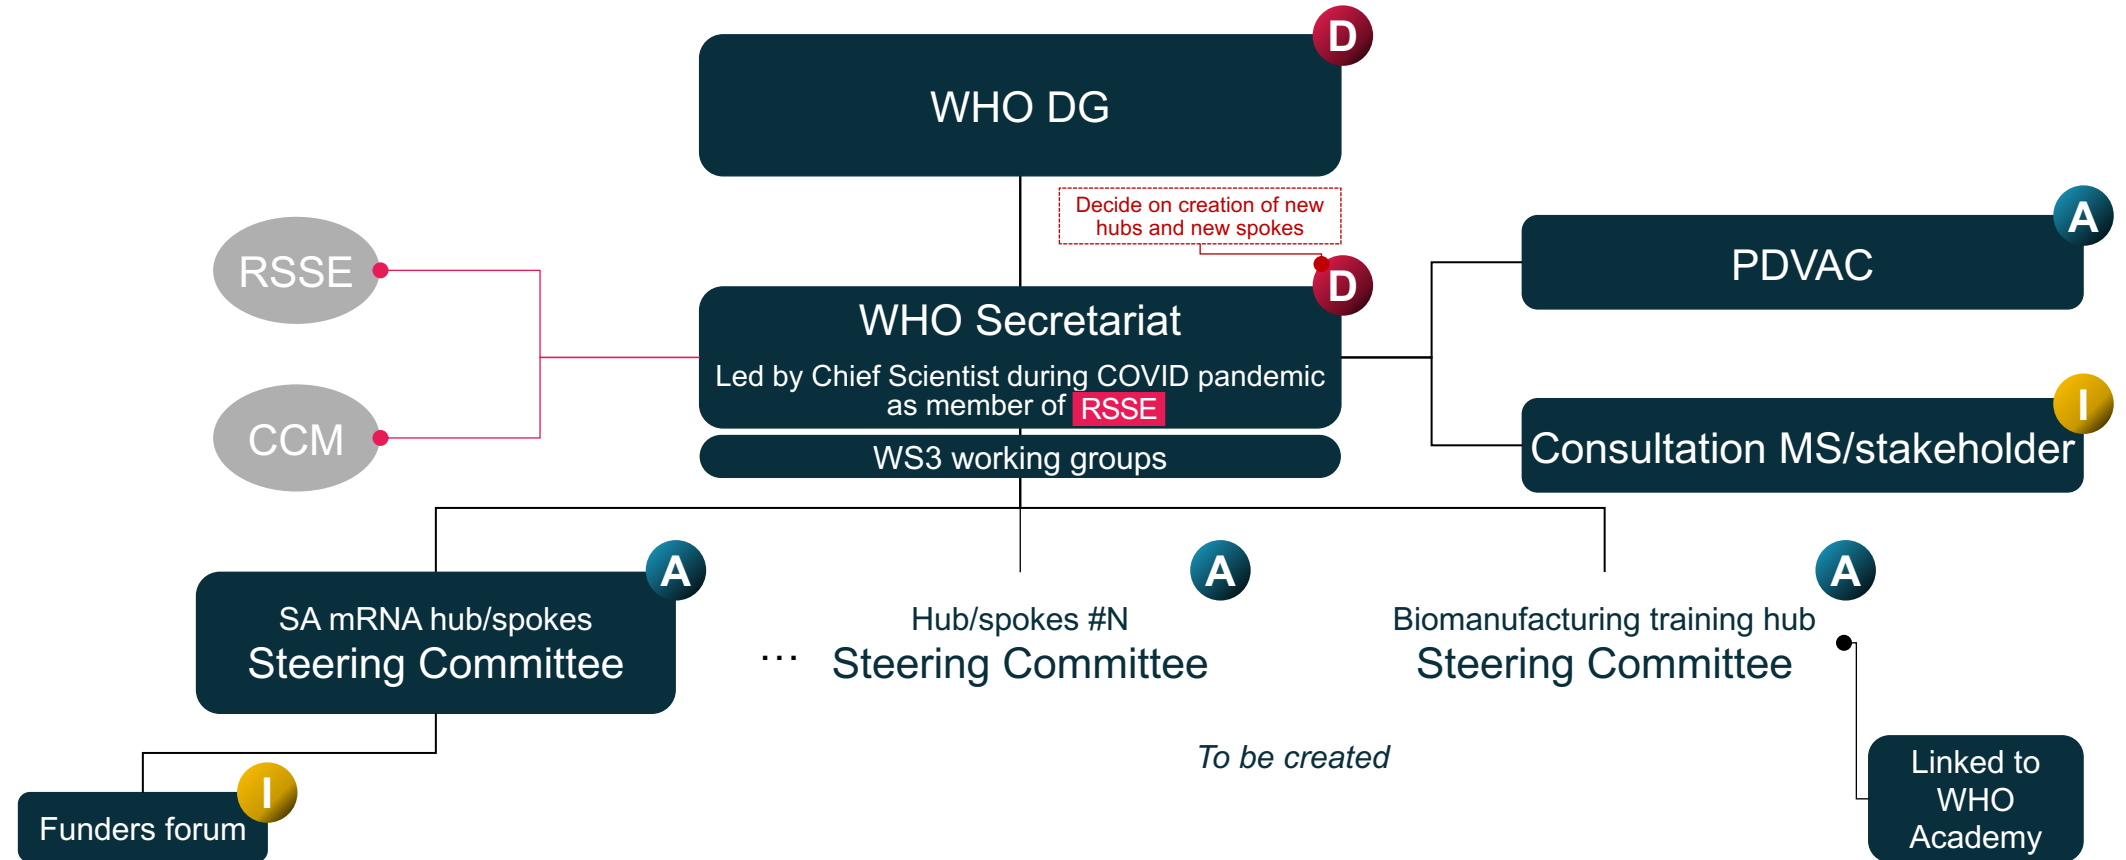 D
WHO DG
Decide on creation of new
hubs and new spokes
A
RSSE
D
PDVAC
WHO Secretariat
Led by Chief Scientist during COVID pandemic
as member of RSSE
I
CCM
Consultation MS/stakeholder
WS3 working groups
A
A
A
SA mRNA hub/spokes
Steering Committee
...
Hub/spokes #N
Steering Committee
Biomanufacturing training hub
Steering Committee
To be created
I
Funders forum
Linked to
WHO
Academy